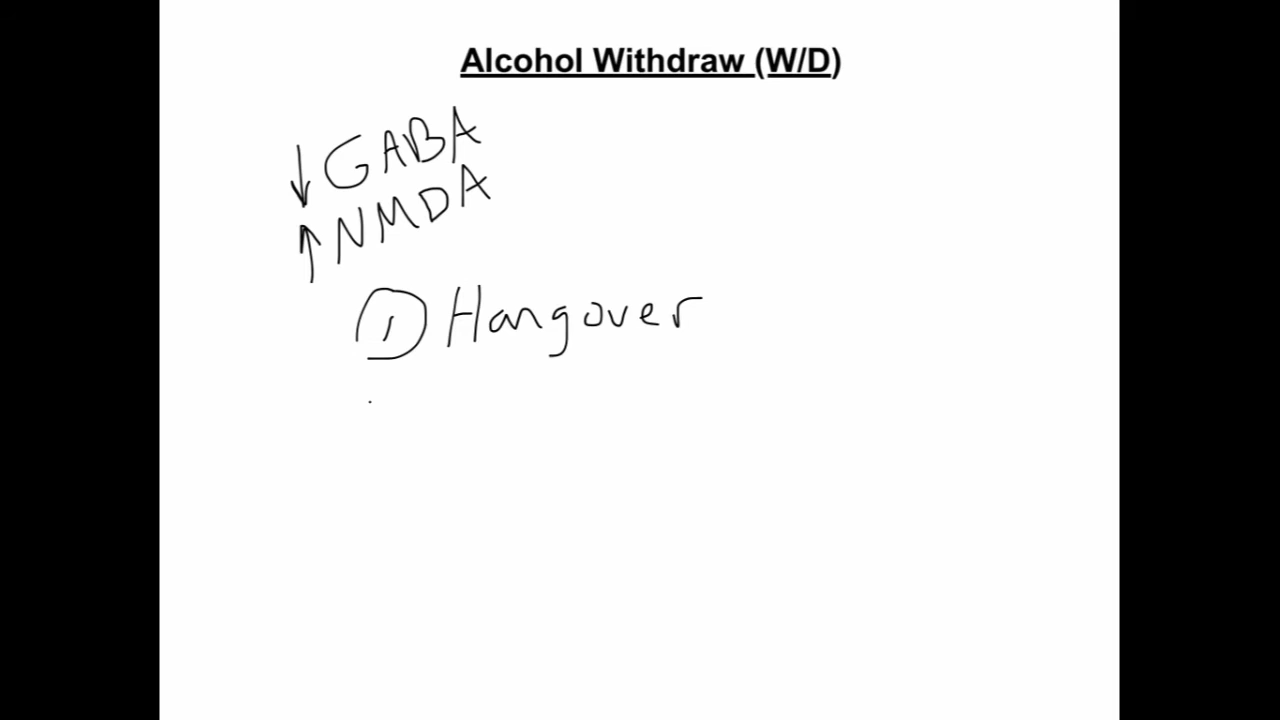 Alcohol Withdraw (W/D)
↓ GABA
↑ NMDA
① Hangover